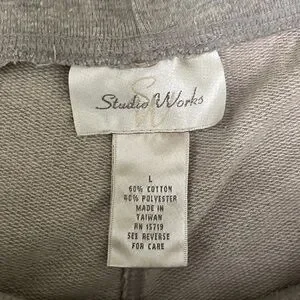 Studio Works
L
60% COTTON
40% POLYESTER
MADE IN
TAIWAN
RN 15719
SEE REVERSE
FOR CARE